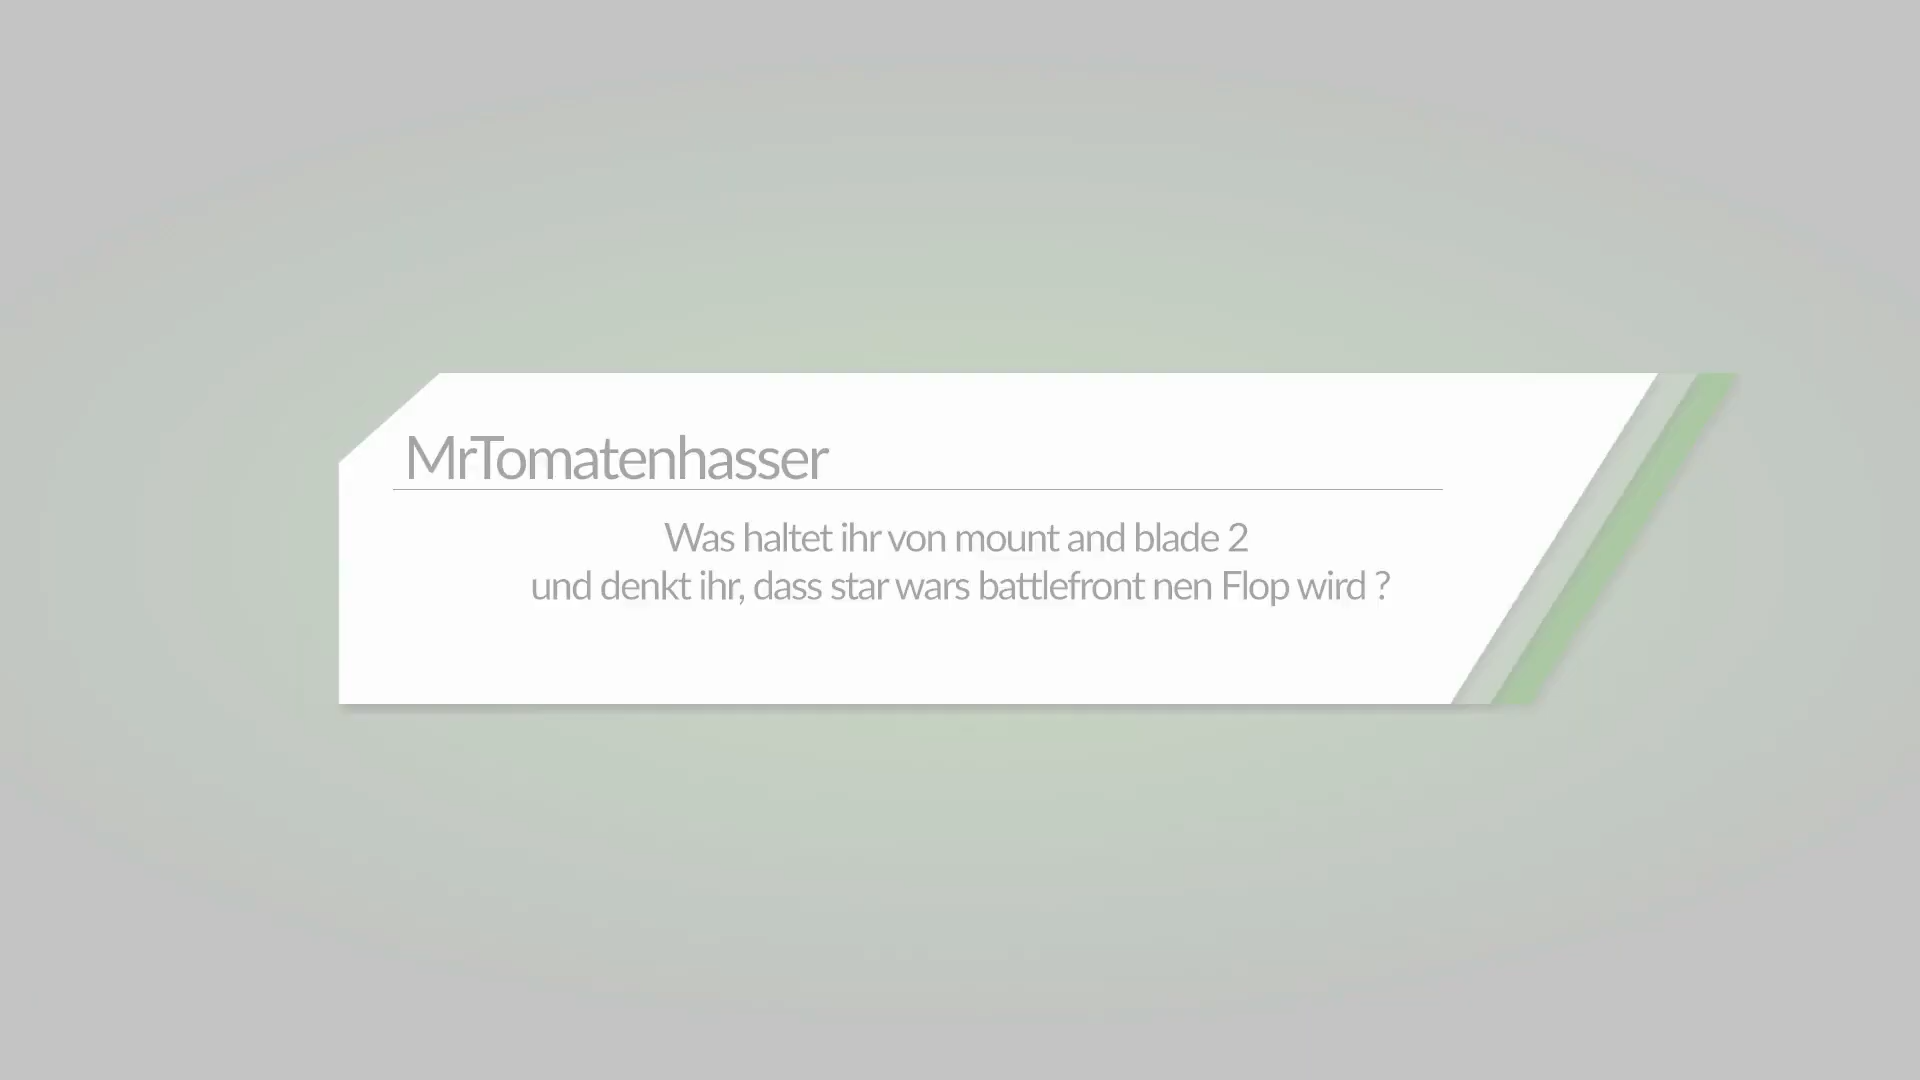 MrTomatenhasser
Was haltet ihr von mount and blade 2
und denkt ihr, dass star wars battlefront nen Flop wird ?